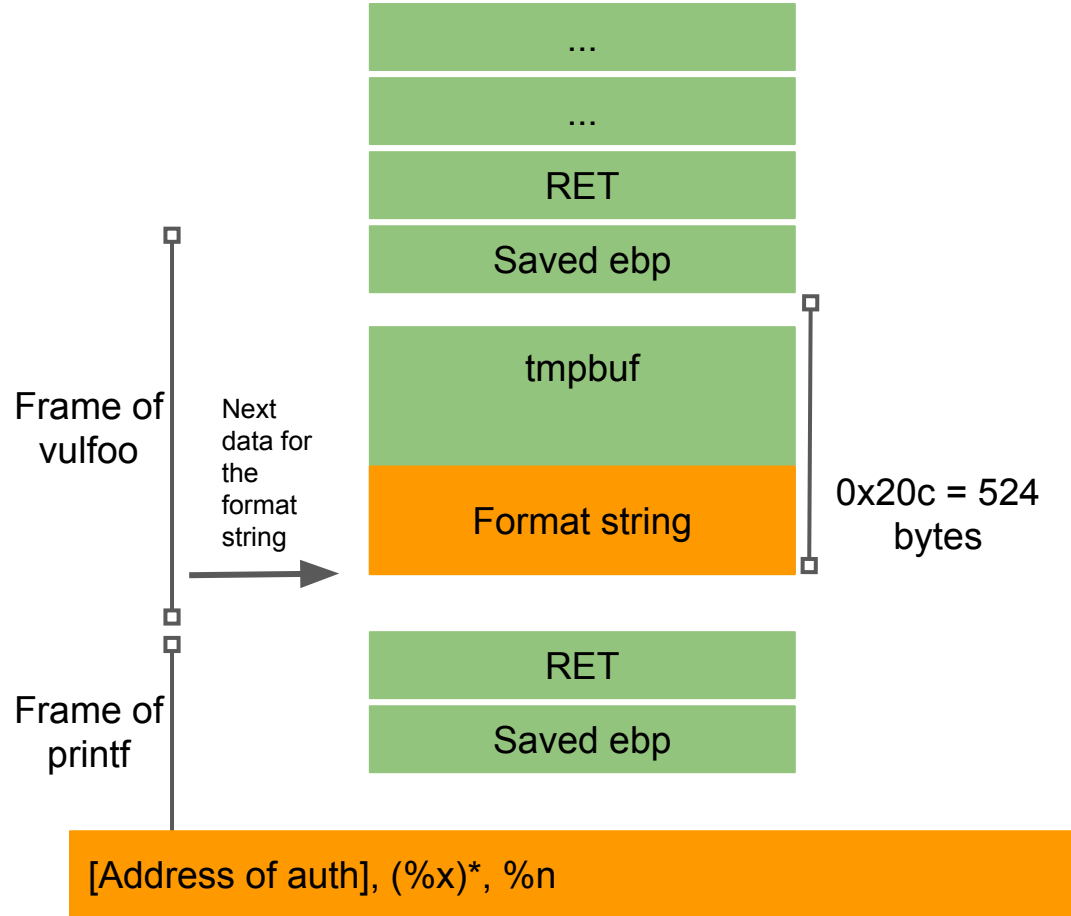 ...
...
RET
Saved ebp
tmpbuf
Frame of
vulfoo
Next
data for
the
format
string
Format string
0x20c = 524
bytes
RET
Saved ebp
Frame of
printf
[Address of auth], (%x)*, %n